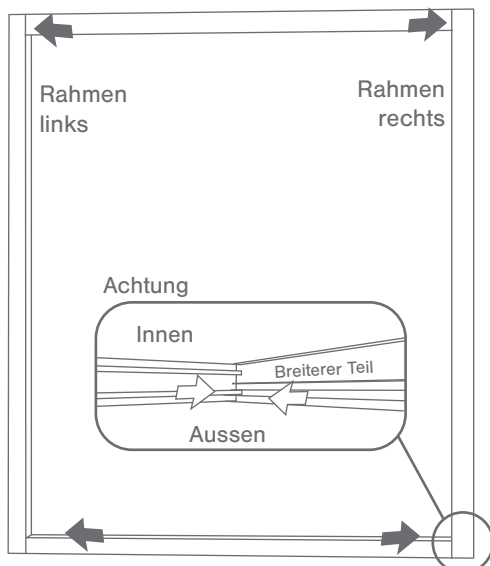 Rahmen
links
Rahmen
rechts
Achtung
Innen
Breiterer Teil
Aussen